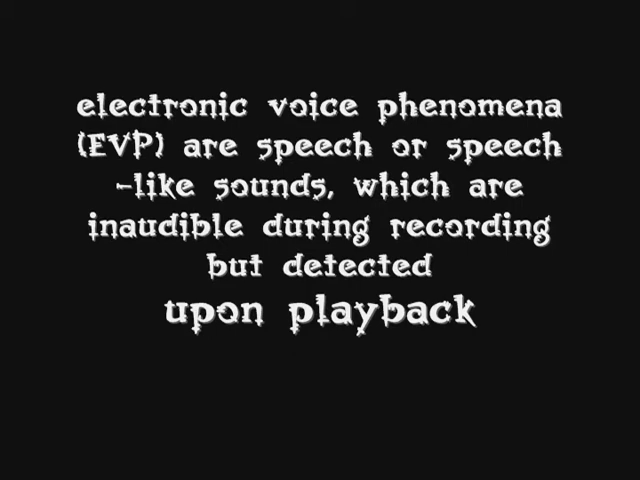 electronic voice phenomena
(EVP) are speech or speech
-like sounds, which are
inaudible during recording
but detected
upon playback